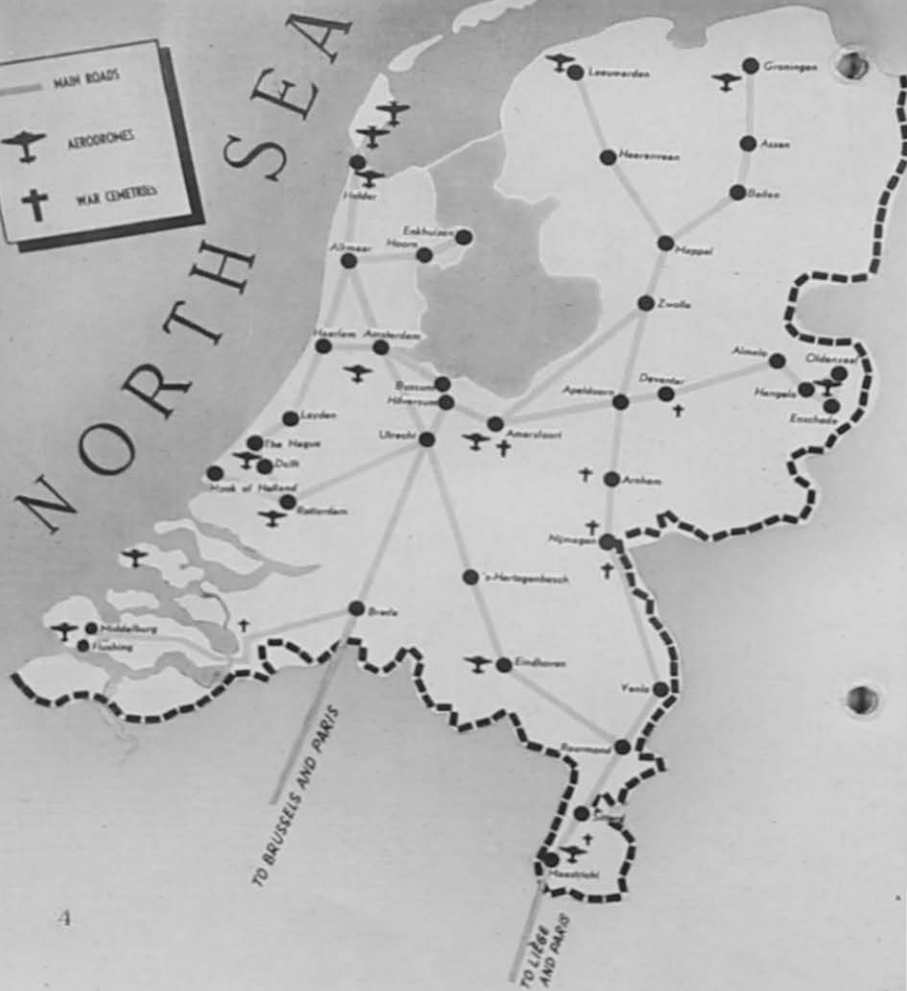 MAIN ROADS
AERODROMES
WAR CEMETRIES
NORTH SEA
Leeuwarden
Groningen
Heerenveen
Assen
Beilen
Helder
Enkhuizen
Hoorn
Alkmaar
Meppel
Zwolle
Haarlem
Amsterdam
Almelo
Oldenzaal
Bussum
Hilversum
Apeldoorn
Deventer
Hengelo
Enschede
Leyden
Utrecht
Amersfoort
The Hague
Delft
Hook of Holland
Rotterdam
Arnhem
Nijmegen
's-Hertogenbosch
Breda
Middelburg
Flushing
Eindhoven
Venlo
Roermond
Maastricht
TO BRUSSELS AND PARIS
TO LIÈGE
AND PARIS
4